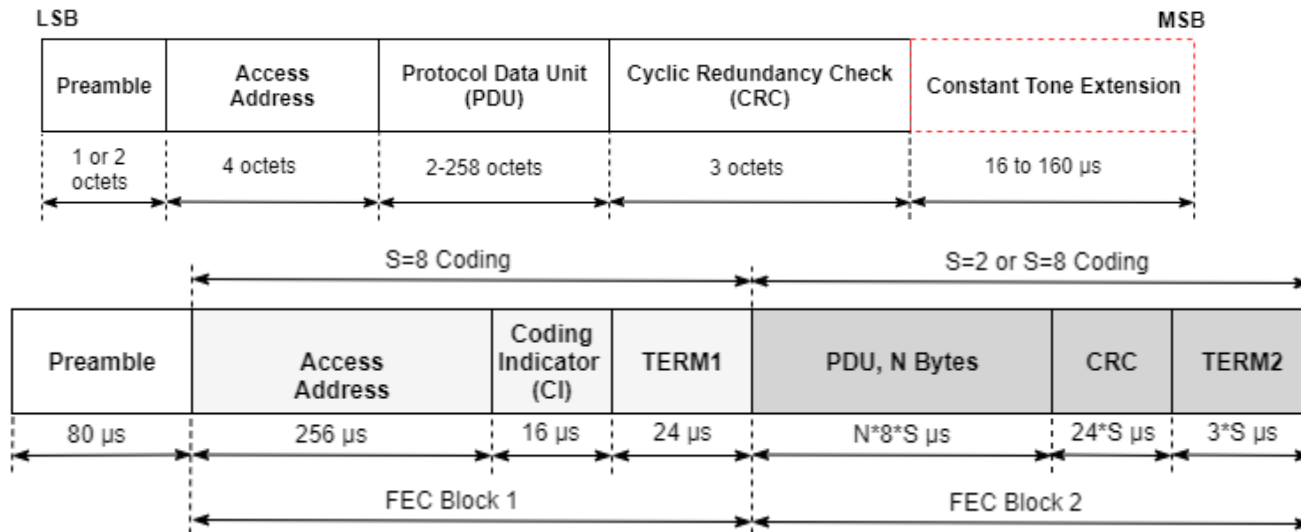 LSB
MSB
Preamble
Access
Address
Protocol Data Unit
(PDU)
Cyclic Redundancy Check
(CRC)
Constant Tone Extension
1 or 2
octets
4 octets
2-258 octets
3 octets
16 to 160 μs
S=8 Coding
S=2 or S=8 Coding
Preamble
Access
Address
Coding
Indicator
(CI)
TERM1
PDU, N Bytes
CRC
TERM2
80 μs
256 μs
16 μs
24 μs
N*8*S μs
24*S μs
3*S μs
FEC Block 1
FEC Block 2